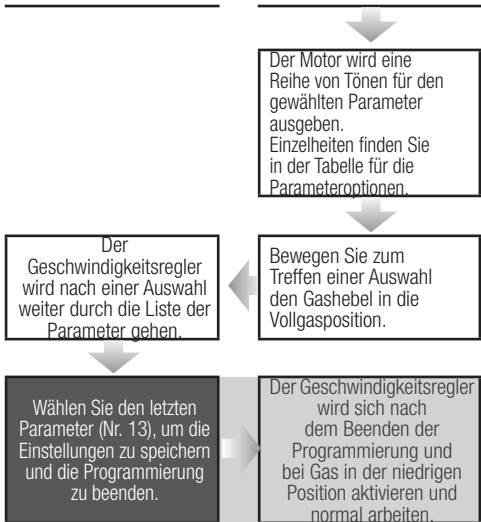 Der Motor wird eine
Reihe von Tönen für den
gewählten Parameter
ausgeben.
Einzelheiten finden Sie
in der Tabelle für die
Parameteroptionen.
Bewegen Sie zum
Treffen einer Auswahl
den Gashebel in die
Vollgasposition.
Der
Geschwindigkeitsregler
wird nach einer Auswahl
weiter durch die Liste der
Parameter gehen.
Wählen Sie den letzten
Parameter (Nr. 13), um die
Einstellungen zu speichern
und die Programmierung
zu beenden.
Der Geschwindigkeitsregler
wird sich nach
dem Beenden der
Programmierung und
bei Gas in der niedrigen
Position aktivieren und
normal arbeiten.